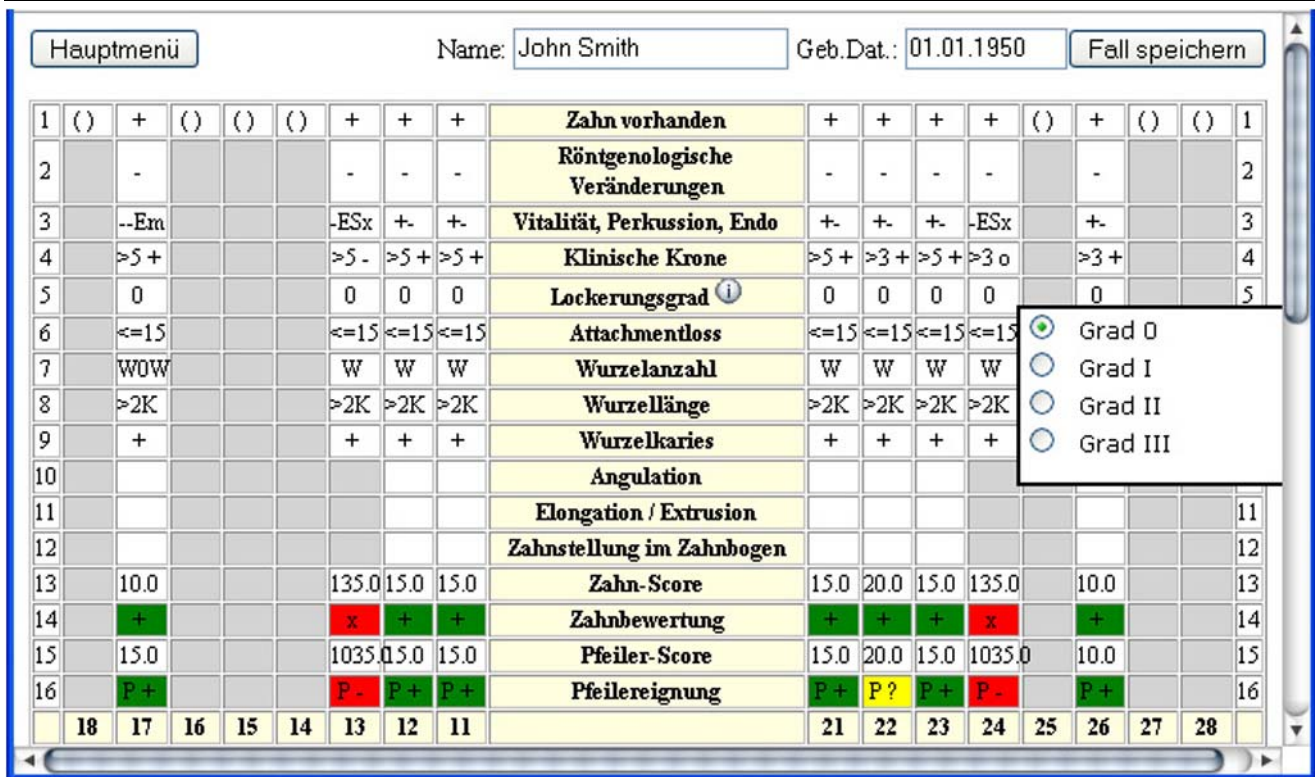 Hauptmenü Name: John Smith Geb.Dat.: 01.01.1950 Fall speichern
1 () + () () () + + + Zahn vorhanden + + + + () + () () 1
2 - - - - Röntgenologische Veränderungen - - - - - 2
3 --Em -ESx +- +- Vitalität, Perkussion, Endo +- +- +- -ESx +- 3
4 >5 + >5 - >5 + >5 + Klinische Krone >5 + >3 + >5 + >3 o >3 + 4
5 0 0 0 0 Lockerungsgrad i 0 0 0 0 0 5
6 <=15 <=15 <=15 <=15 Attachmentloss <=15 <=15 <=15 <=15 Grad 0
7 W0W W W W Wurzelanzahl W W W W Grad I
8 >2K >2K >2K >2K Wurzellänge >2K >2K >2K >2K Grad II
9 + + + + Wurzelkaries + + + + Grad III
10 Angulation
11 Elongation / Extrusion 11
12 Zahnstellung im Zahnbogen 12
13 10.0 135.0 15.0 15.0 Zahn-Score 15.0 20.0 15.0 135.0 10.0 13
14 + x + + Zahnbewertung + + + x + 14
15 15.0 1035.0 15.0 15.0 Pfeiler-Score 15.0 20.0 15.0 1035.0 10.0 15
16 P + P - P + P + Pfeilereignung P + P ? P + P - P + 16
18 17 16 15 14 13 12 11 21 22 23 24 25 26 27 28